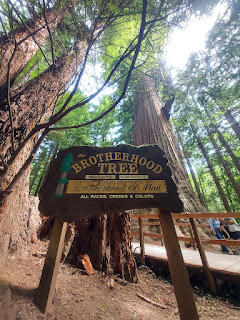 the
BROTHERHOOD
TREE
Brotherhood of Man
ALL RACES, CREEDS & COLORS